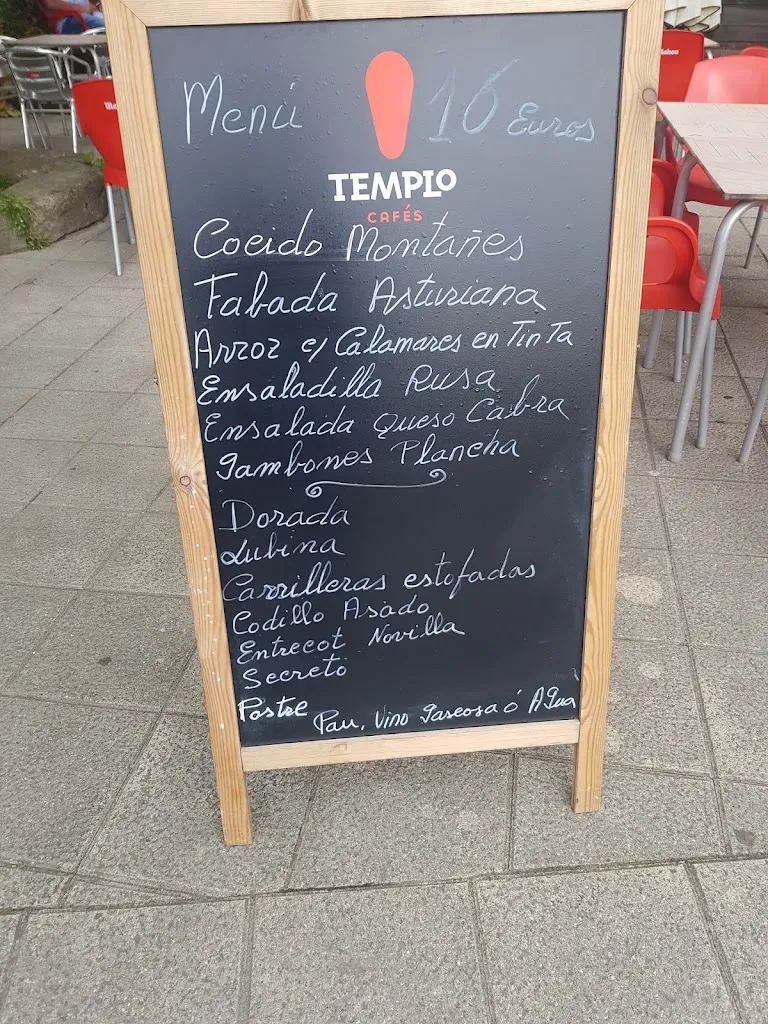 Menú 16 Euros
TEMPLO
CAFÉS
Cocido Montañes
Fabada Asturiana
Arroz c/ Calamares en Tinta
Ensaladilla Rusa
Ensalada Queso Cabra
Gambones Plancha
Dorada
Lubina
Carrilleras estofadas
Codillo Asado
Entrecot Novilla
Secreto
Postre Pan, Vino Gaseosa ó Agua